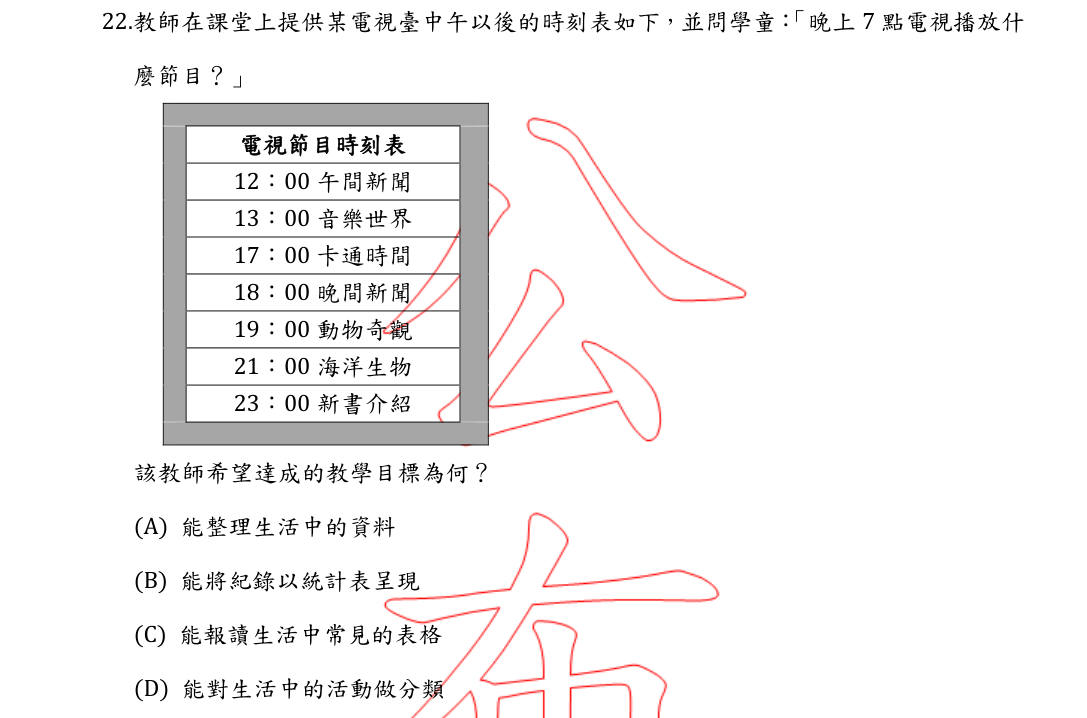 22.教師在課堂上提供某電視臺中午以後的時刻表如下，並問學童：「晚上 7 點電視播放什
麼節目？」
電視節目時刻表
12：00 午間新聞
13：00 音樂世界
17：00 卡通時間
18：00 晚間新聞
19：00 動物奇觀
21：00 海洋生物
23：00 新書介紹
該教師希望達成的教學目標為何？
(A) 能整理生活中的資料
(B) 能將紀錄以統計表呈現
(C) 能報讀生活中常見的表格
(D) 能對生活中的活動做分類
公
布